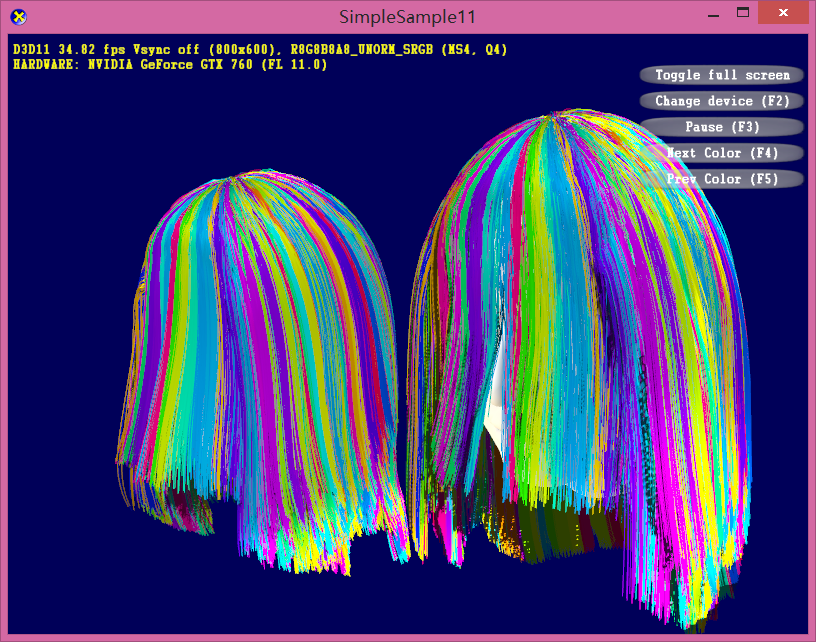 SimpleSample11
D3D11 34.82 fps Vsync off (800x600), R8G8B8A8_UNORM_SRGB (MS4, Q4)
HARDWARE: NVIDIA GeForce GTX 760 (FL 11.0)
Toggle full screen
Change device (F2)
Pause (F3)
Next Color (F4)
Prev Color (F5)